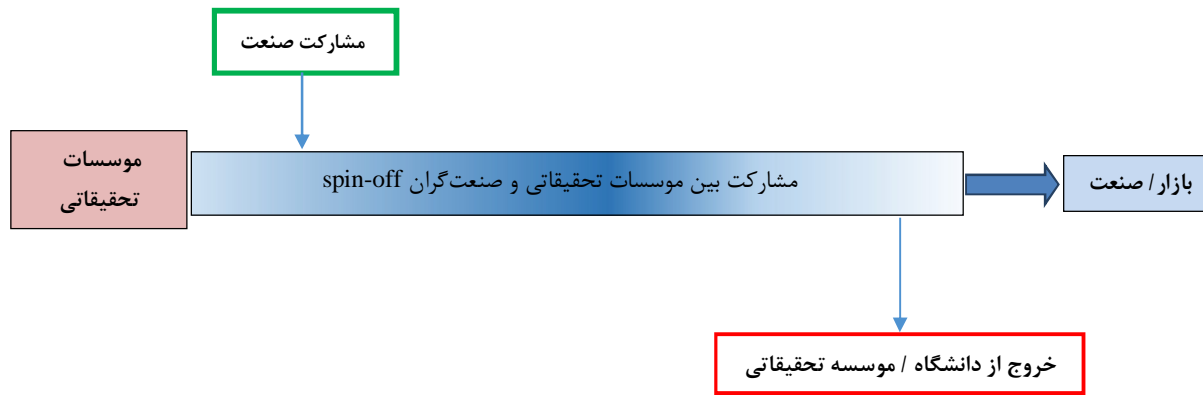 مشارکت صنعت
موسسات
تحقیقاتی
مشارکت بین موسسات تحقیقاتی و صنعت‌گران spin-off
بازار/ صنعت
خروج از دانشگاه / موسسه تحقیقاتی